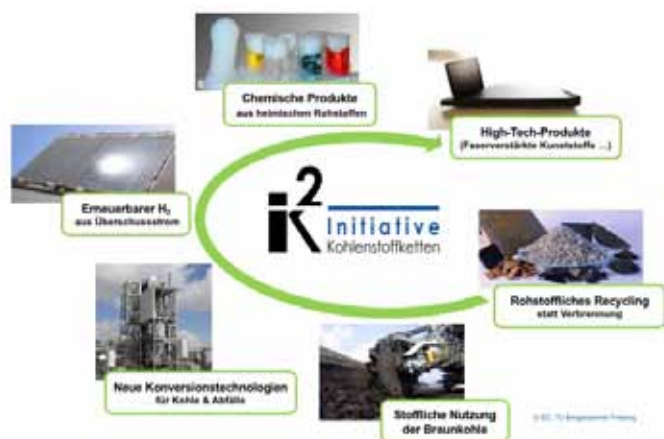 Chemische Produkte
aus heimischen Rohstoffen
High-Tech-Produkte
(Faserverstärkte Kunststoffe ...)
Erneuerbarer H₂
aus Überschussstrom
iK²
Initiative
Kohlenstoffketten
Rohstoffliches Recycling
statt Verbrennung
Neue Konversionstechnologien
für Kohle & Abfälle
Stoffliche Nutzung
der Braunkohle